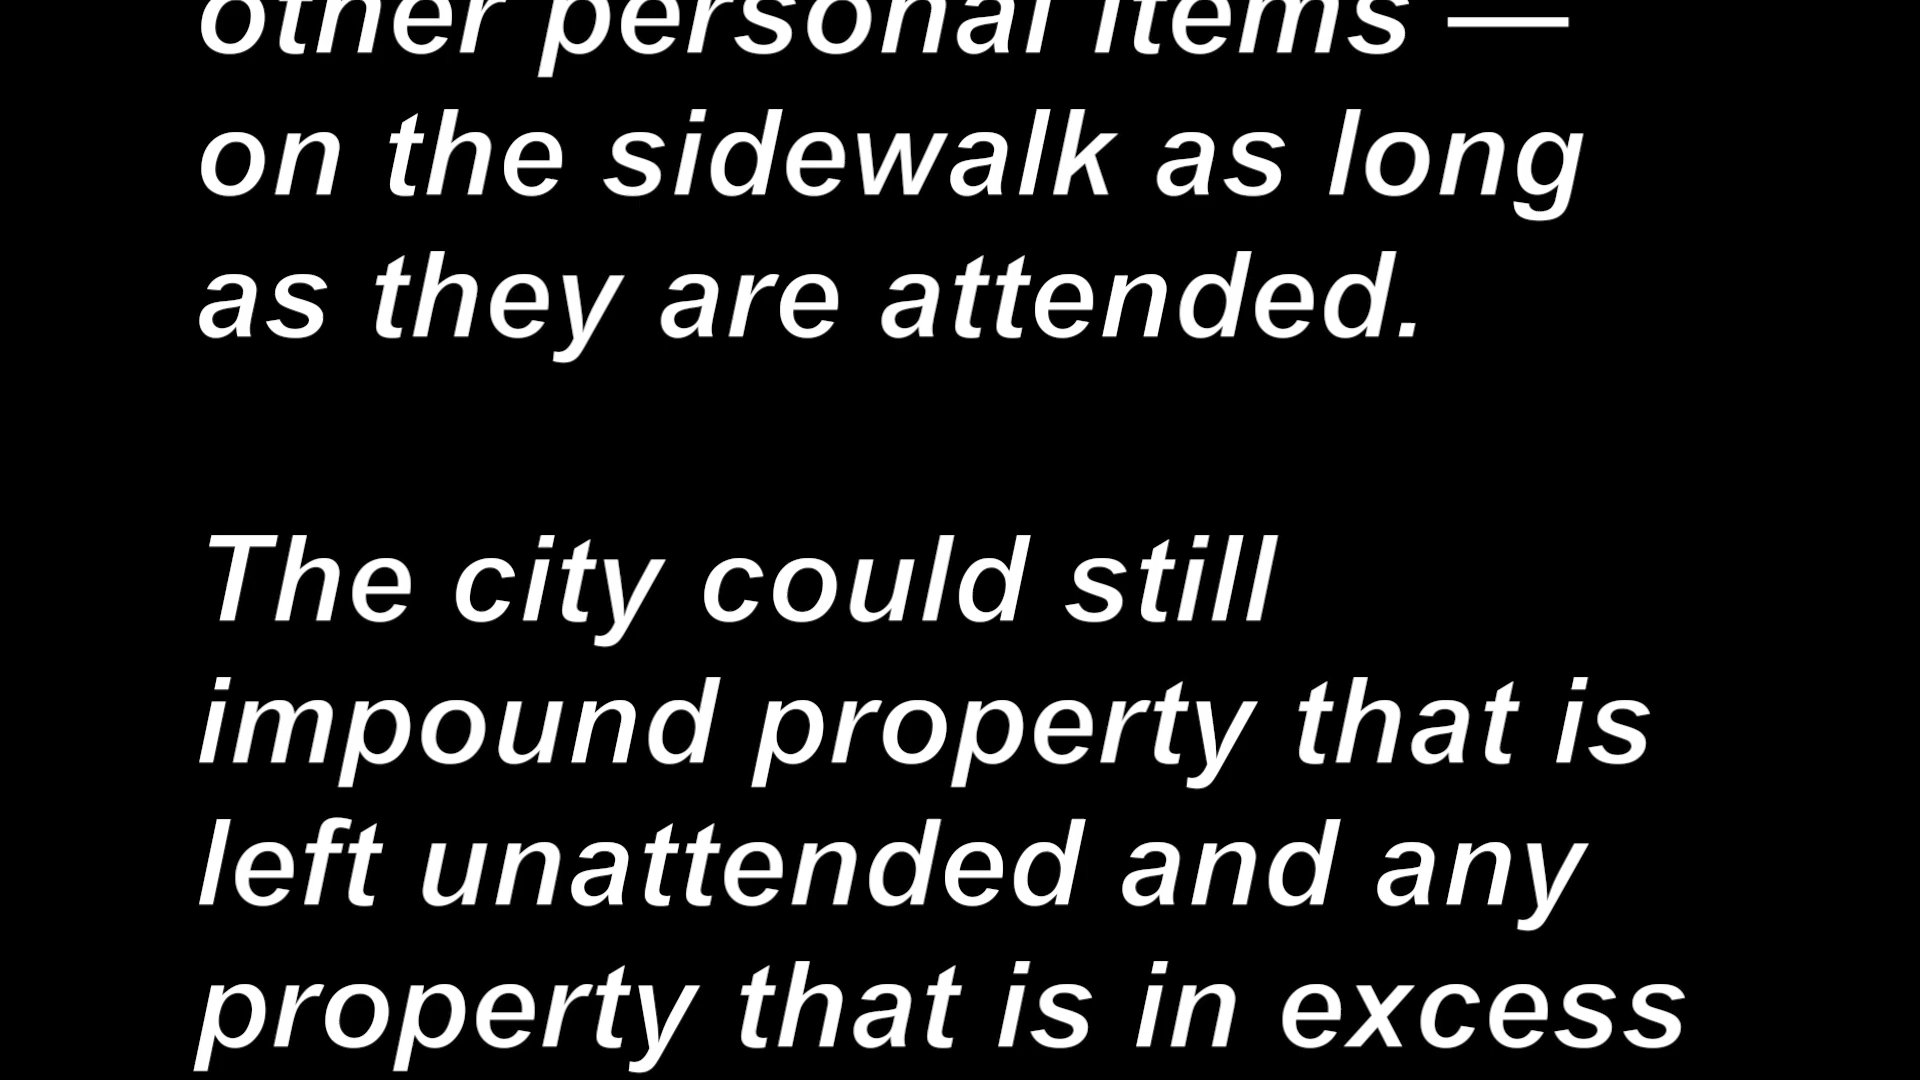 other personal items —
on the sidewalk as long
as they are attended.
The city could still
impound property that is
left unattended and any
property that is in excess